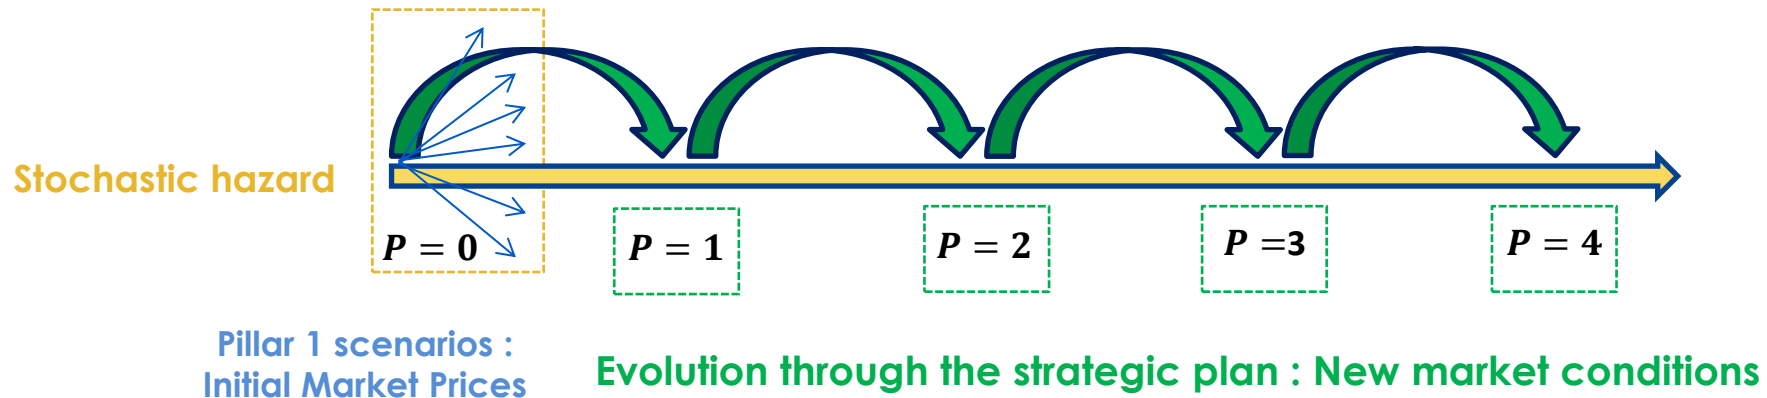 Stochastic hazard
P = 0
P = 1
P = 2
P =3
P = 4
Pillar 1 scenarios :
Initial Market Prices
Evolution through the strategic plan : New market conditions